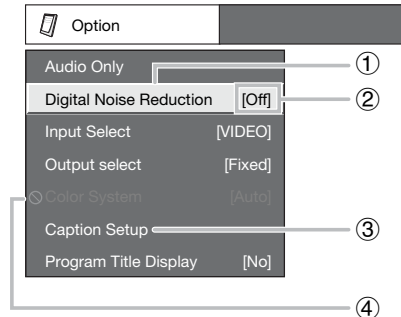 Option
Audio Only
①
Digital Noise Reduction [Off]
②
Input Select [VIDEO]
Output select [Fixed]
Color System [Auto]
Caption Setup
③
Program Title Display [No]
④